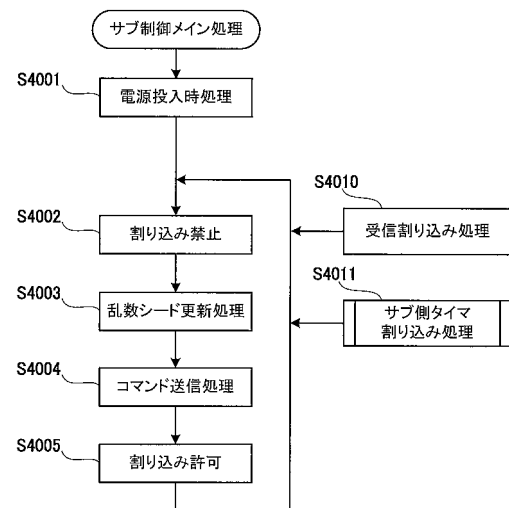 サブ制御メイン処理
S4001
電源投入時処理
S4010
受信割り込み処理
S4002
割り込み禁止
S4011
サブ側タイマ
割り込み処理
S4003
乱数シード更新処理
S4004
コマンド送信処理
S4005
割り込み許可